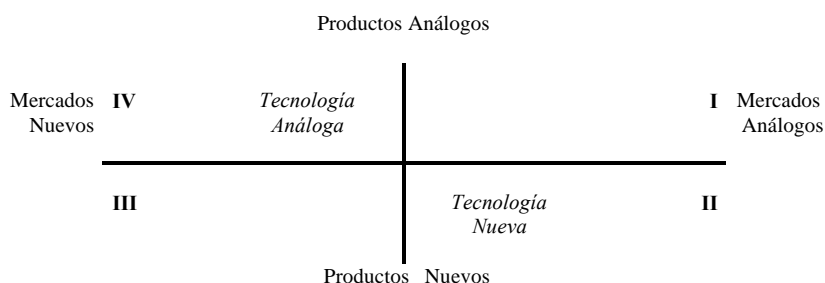 Productos Análogos
Mercados IV Tecnología I Mercados
Nuevos Análoga Análogos
III Tecnología II
Nueva
Productos Nuevos